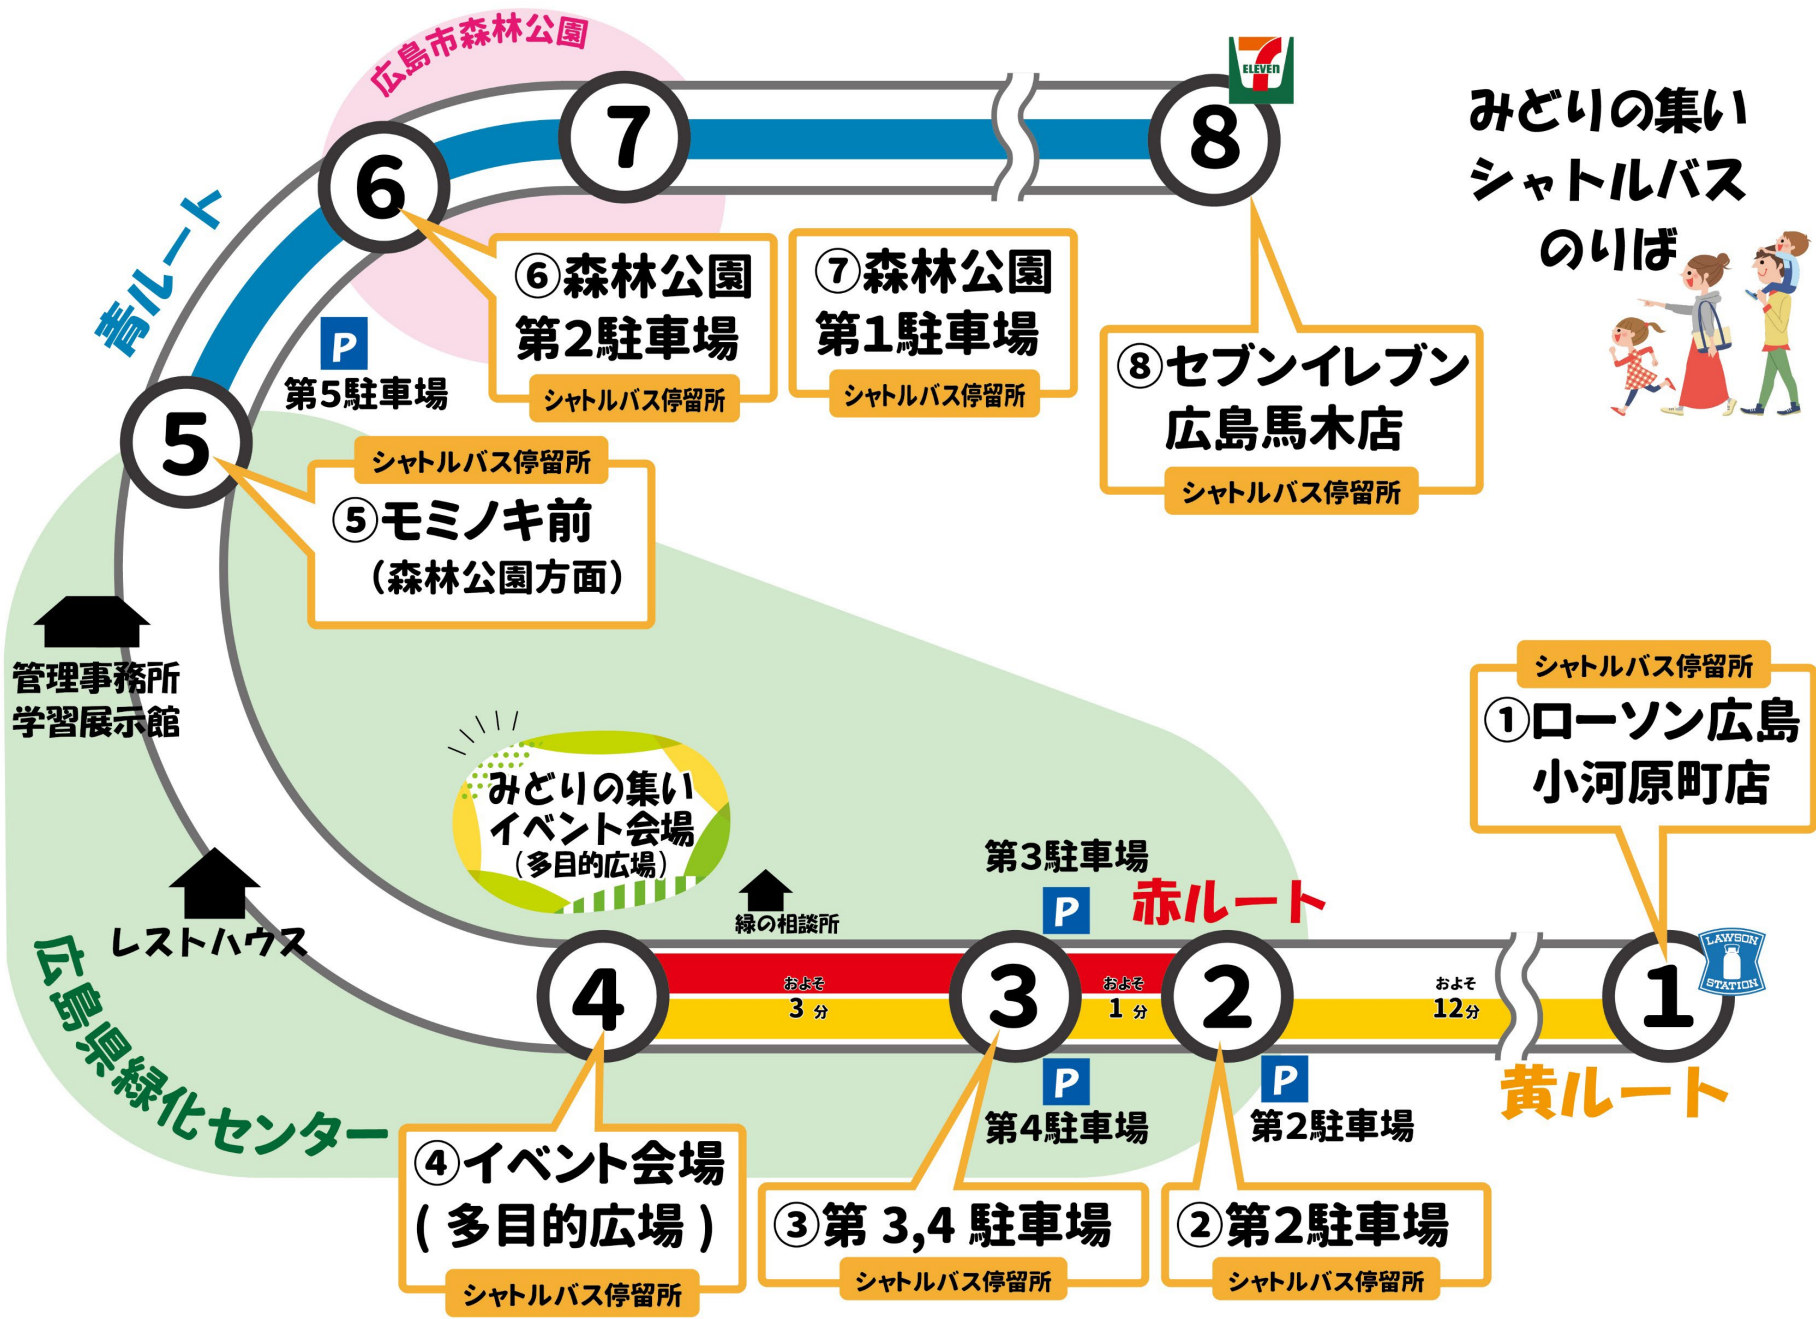 広島市森林公園
7
ELEVEN
みどりの集い
シャトルバス
のりば
青ルート
6
7
8
⑥森林公園
第2駐車場
シャトルバス停留所
⑦森林公園
第1駐車場
シャトルバス停留所
⑧セブンイレブン
広島馬木店
シャトルバス停留所
P
第5駐車場
5
シャトルバス停留所
⑤モミノキ前
(森林公園方面)
管理事務所
学習展示館
シャトルバス停留所
①ローソン広島
小河原町店
みどりの集い
イベント会場
(多目的広場)
緑の相談所
第3駐車場
P
赤ルート
レストハウス
広島県緑化センター
4
およそ
3 分
3
およそ
1 分
2
およそ
12分
1
LAWSON
STATION
黄ルート
P
第4駐車場
P
第2駐車場
④イベント会場
( 多目的広場 )
シャトルバス停留所
③第 3,4 駐車場
シャトルバス停留所
②第2駐車場
シャトルバス停留所